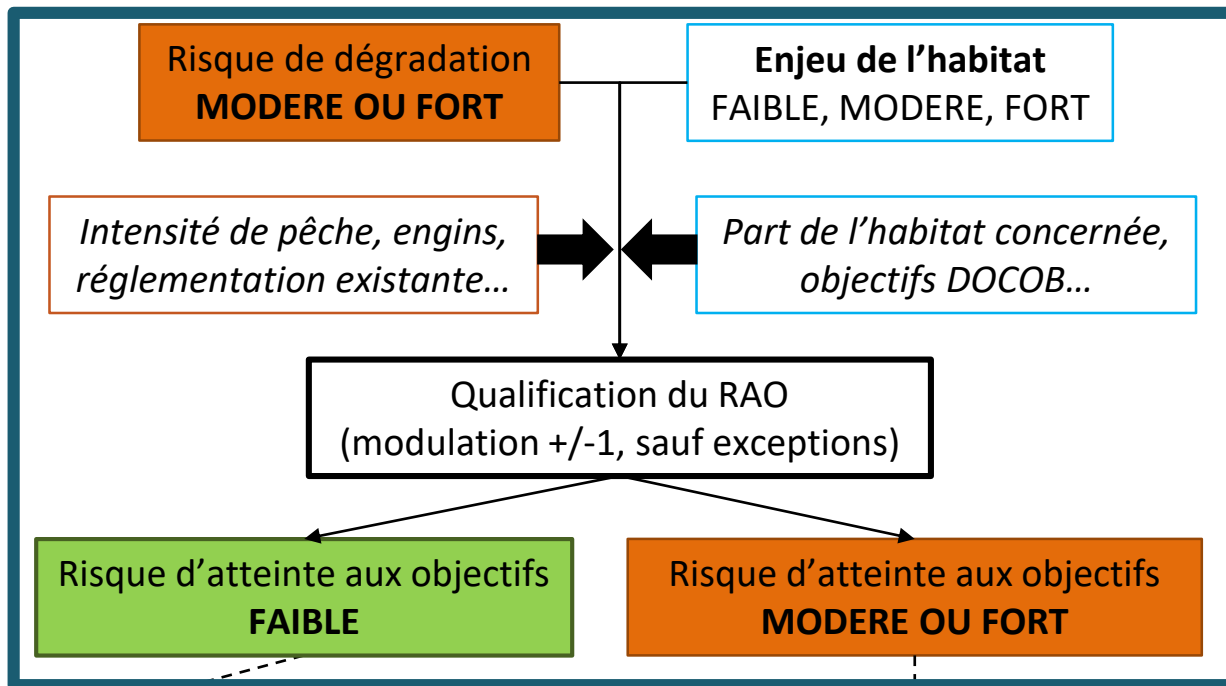 Risque de dégradation
MODERE OU FORT
Enjeu de l'habitat
FAIBLE, MODERE, FORT
Intensité de pêche, engins,
réglementation existante…
Part de l'habitat concernée,
objectifs DOCOB…
Qualification du RAO
(modulation +/-1, sauf exceptions)
Risque d'atteinte aux objectifs
FAIBLE
Risque d'atteinte aux objectifs
MODERE OU FORT